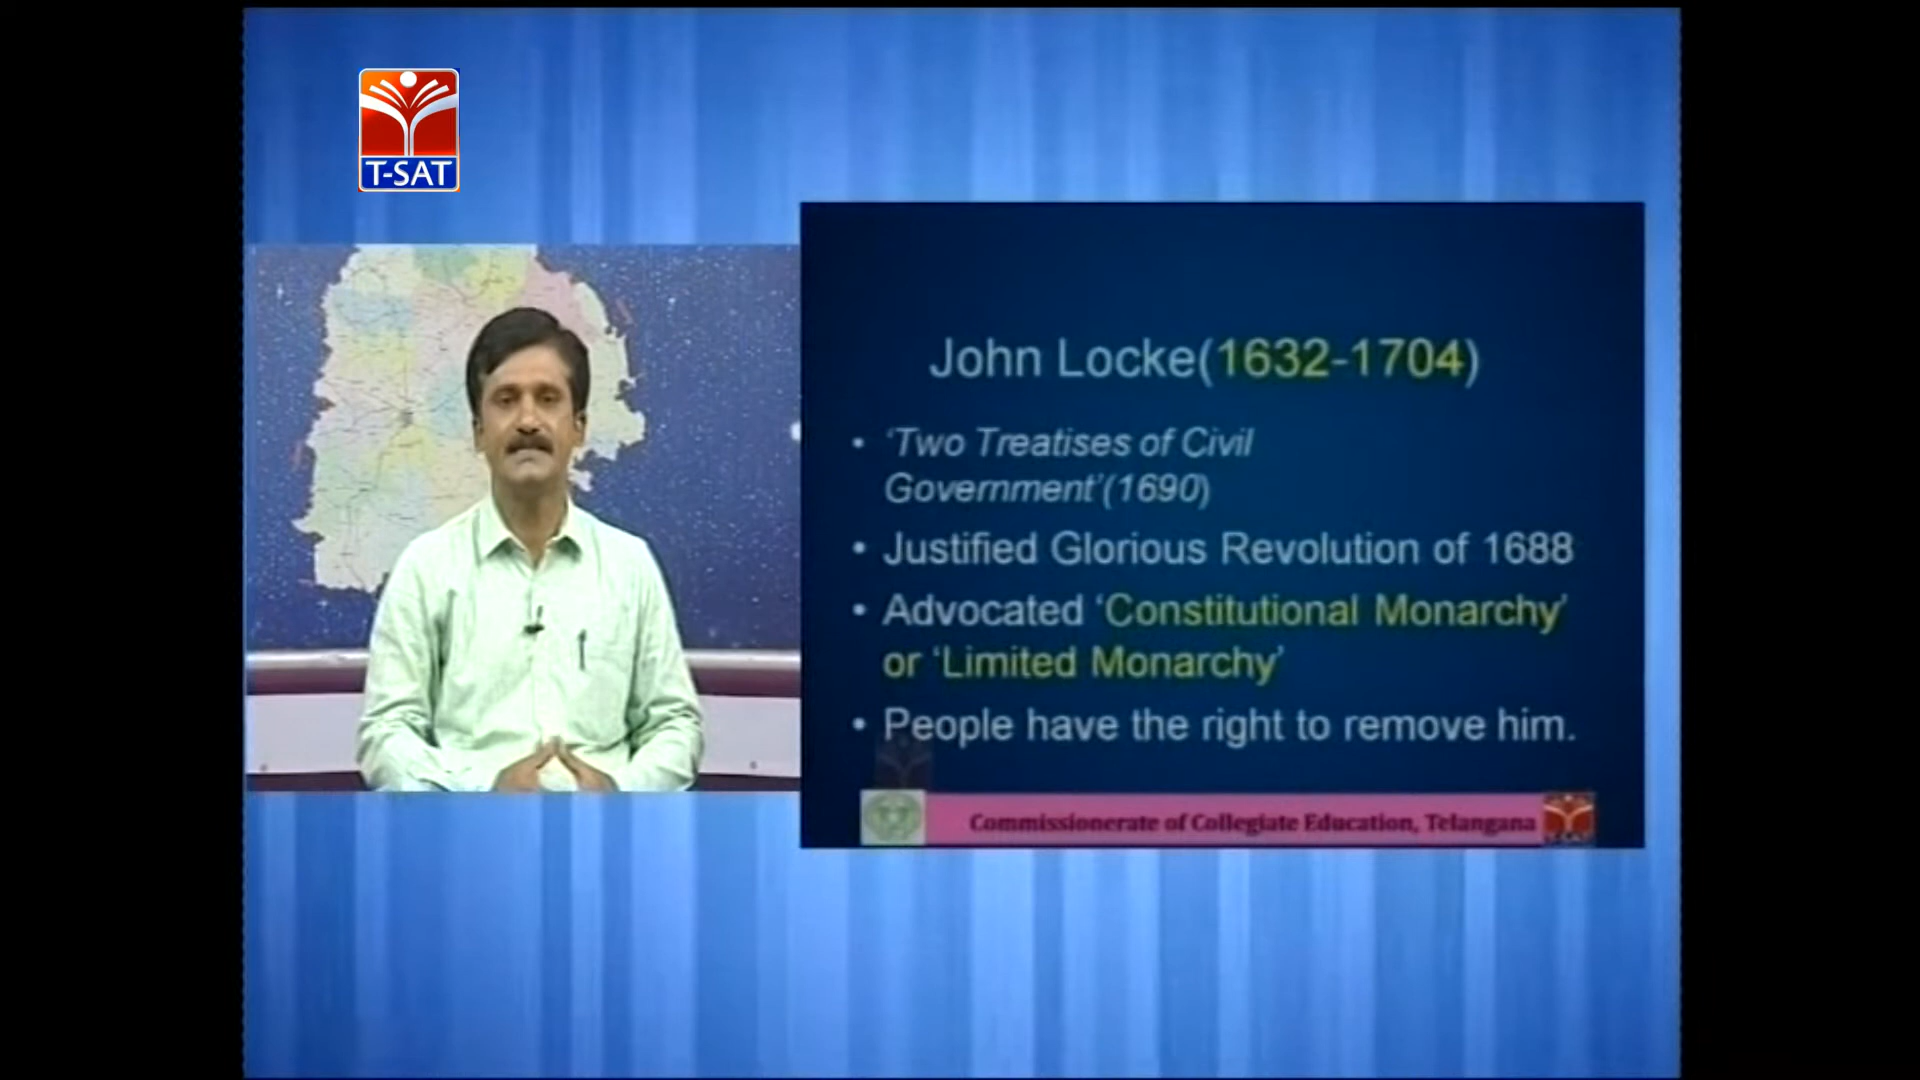 T-SAT
John Locke(1632-1704)
• ‘Two Treatises of Civil
Government’(1690)
• Justified Glorious Revolution of 1688
• Advocated ‘Constitutional Monarchy’
or ‘Limited Monarchy’
• People have the right to remove him.
Commissionerate of Collegiate Education, Telangana